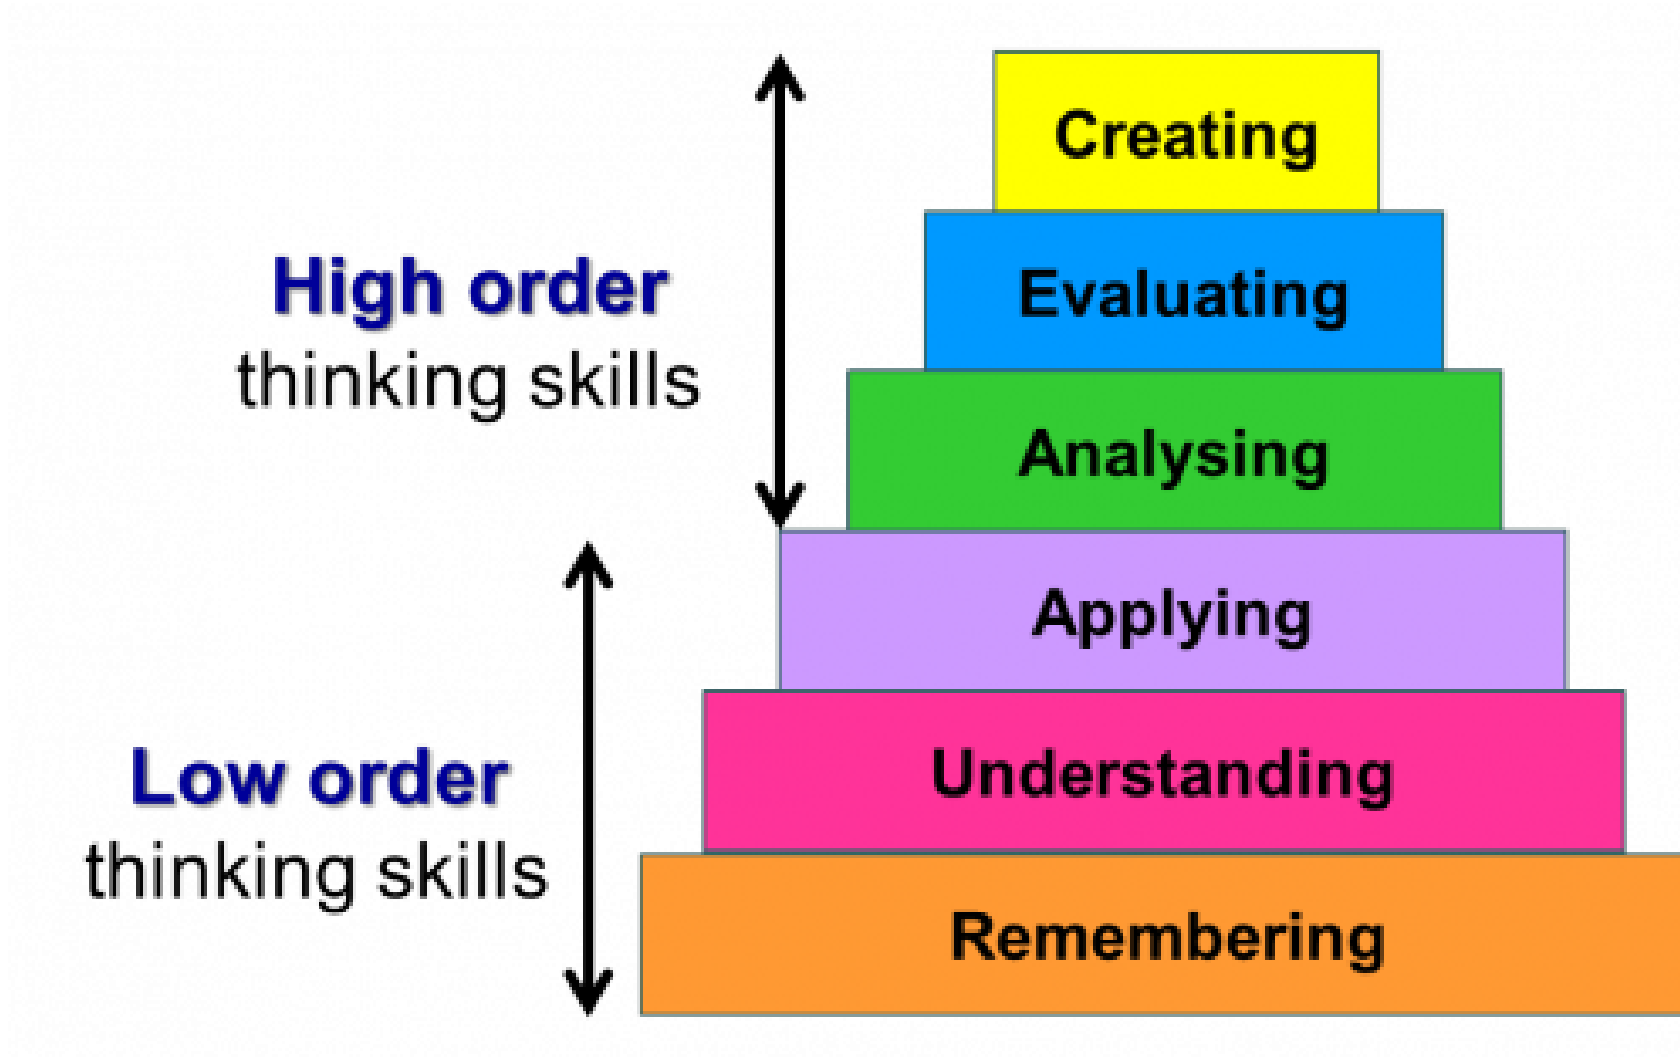 Creating
Evaluating
High order
thinking skills
Analysing
Applying
Understanding
Low order
thinking skills
Remembering